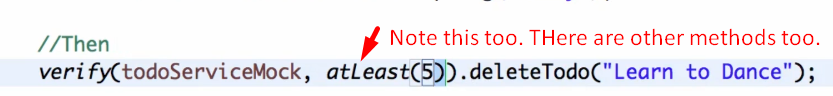 //Then
Note this too. THere are other methods too.
verify(todoServiceMock, atLeast(5)).deleteTodo("Learn to Dance");